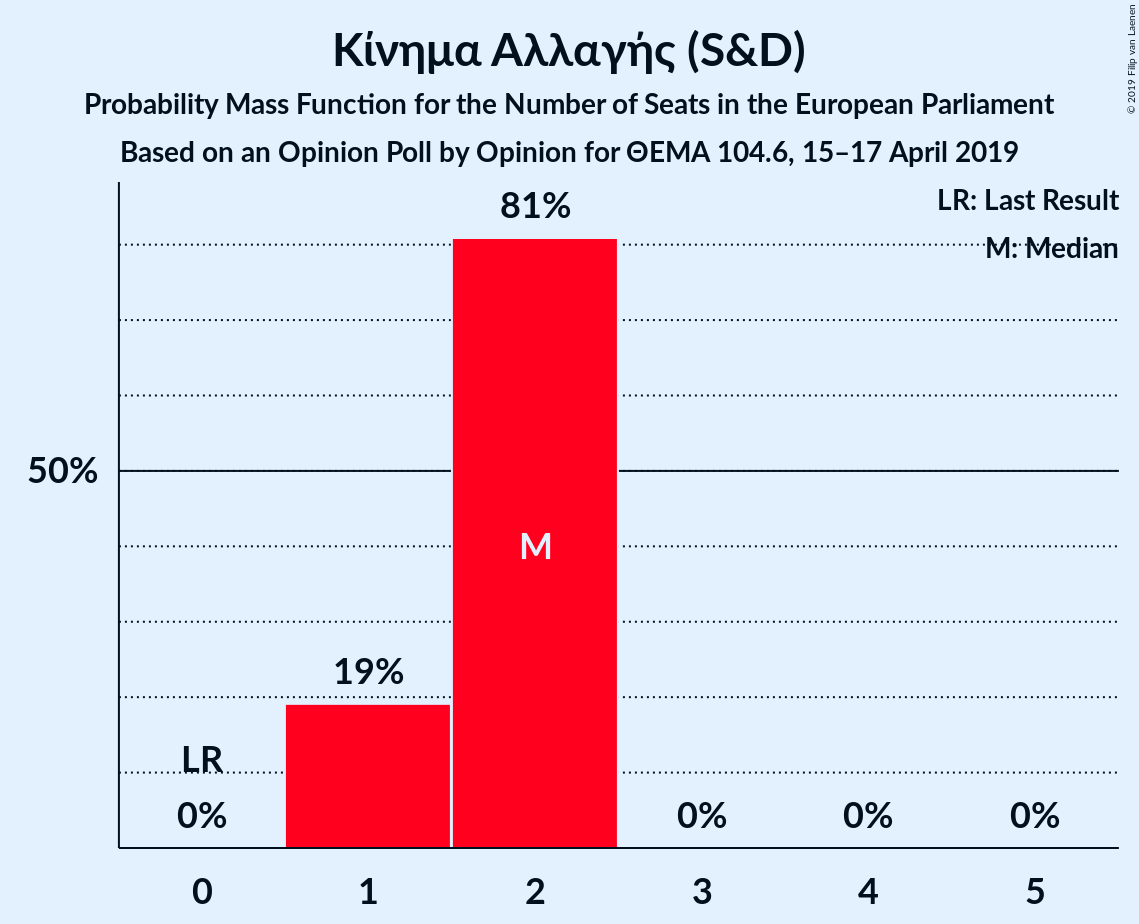 Κίνημα Αλλαγής (S&D)
Probability Mass Function for the Number of Seats in the European Parliament
Based on an Opinion Poll by Opinion for ΘΕΜΑ 104.6, 15–17 April 2019
© 2019 Filip van Laenen
LR: Last Result
M: Median
81%
50%
M
19%
LR
0%
0%
0%
0%
0
1
2
3
4
5